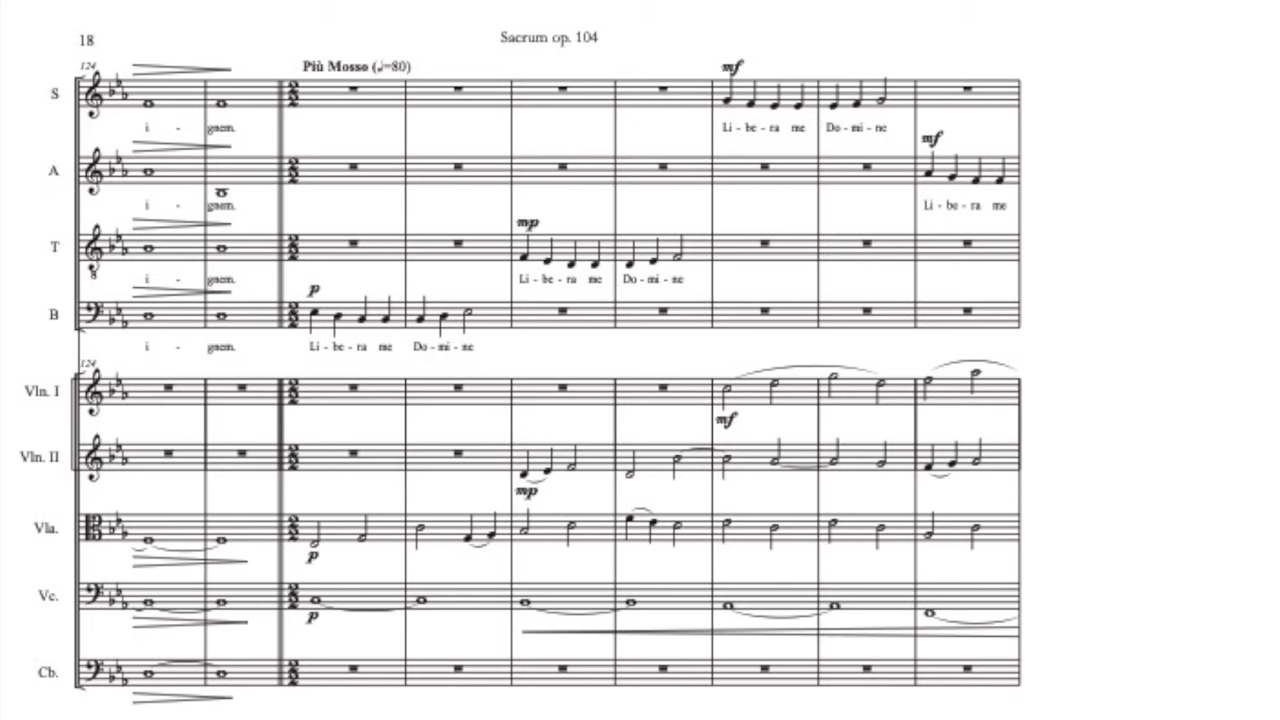 18
Sacrum op. 104
124
Più Mosso (♩=80)
S
mf
i - gnem.
Li - be - ra me Do - mi - ne
A
mf
i - gnem.
Li - be - ra me
T
mp
8
i - gnem.
Li - be - ra me Do - mi - ne
B
p
i - gnem.
Li - be - ra me Do - mi - ne
124
Vln. I
mf
Vln. II
mp
Vla.
p
Vc.
p
Cb.